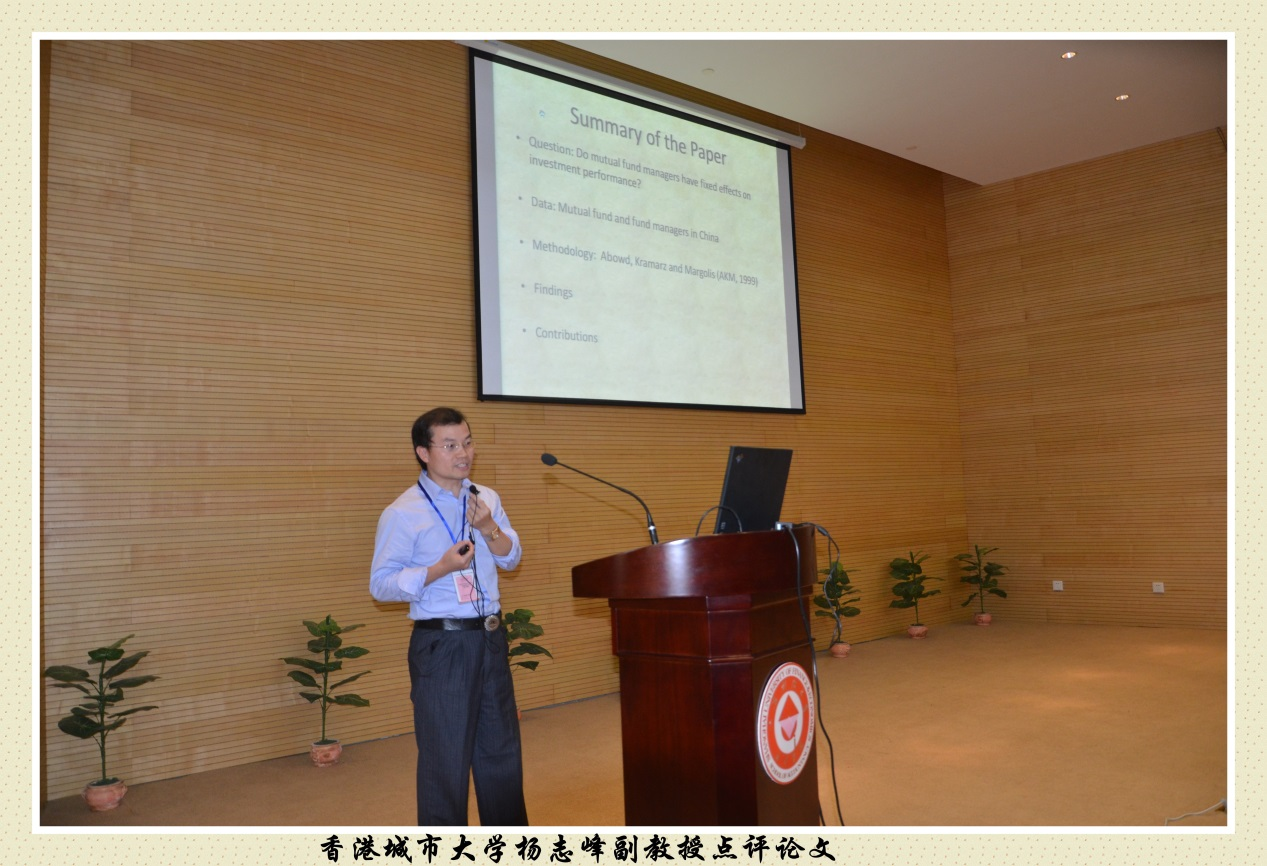 Summary of the Paper
• Question: Do mutual fund managers have fixed effects on
investment performance?
• Data: Mutual fund and fund managers in China
• Methodology: Abowd, Kramarz and Margolis (AKM, 1999)
• Findings
• Contributions
香港城市大学杨志峰副教授点评论文